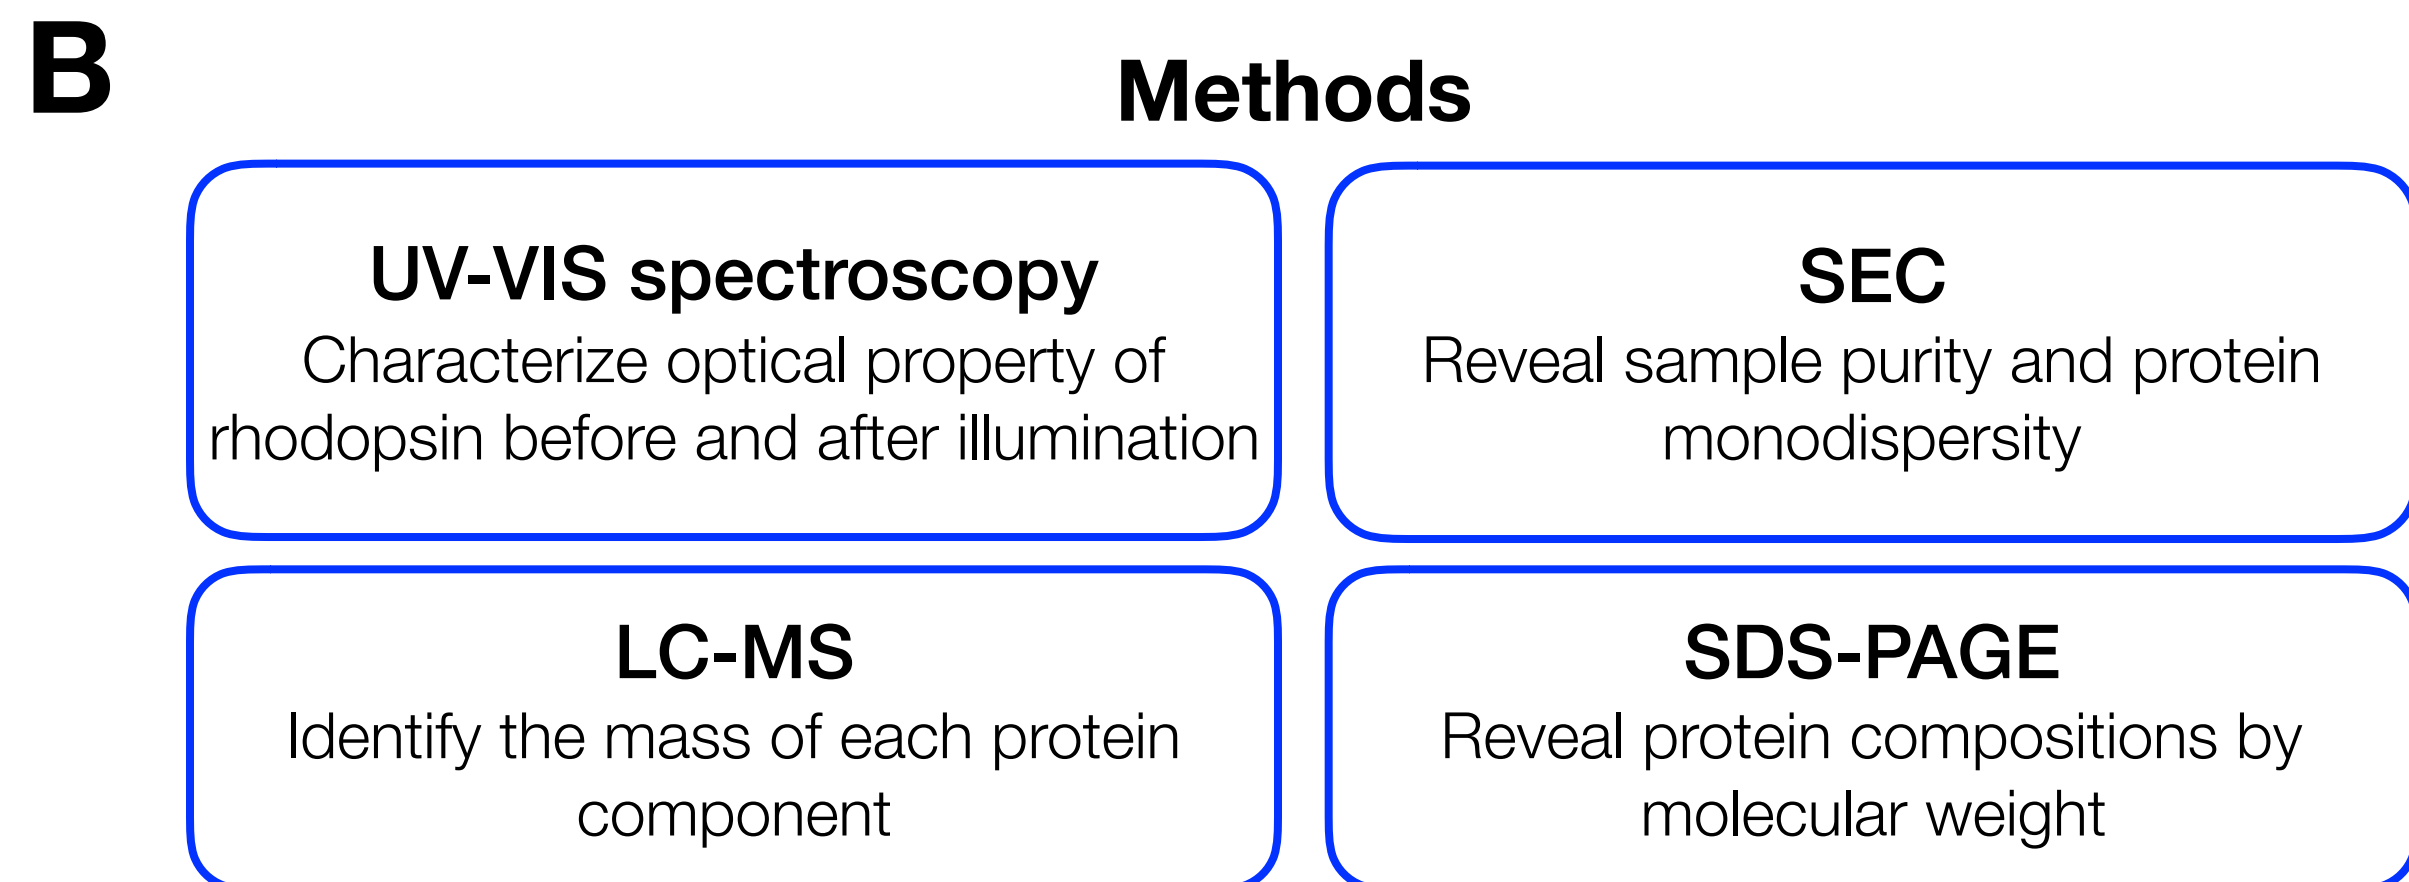 B
Methods
UV-VIS spectroscopy
Characterize optical property of
rhodopsin before and after illumination
SEC
Reveal sample purity and protein
monodispersity
LC-MS
Identify the mass of each protein
component
SDS-PAGE
Reveal protein compositions by
molecular weight